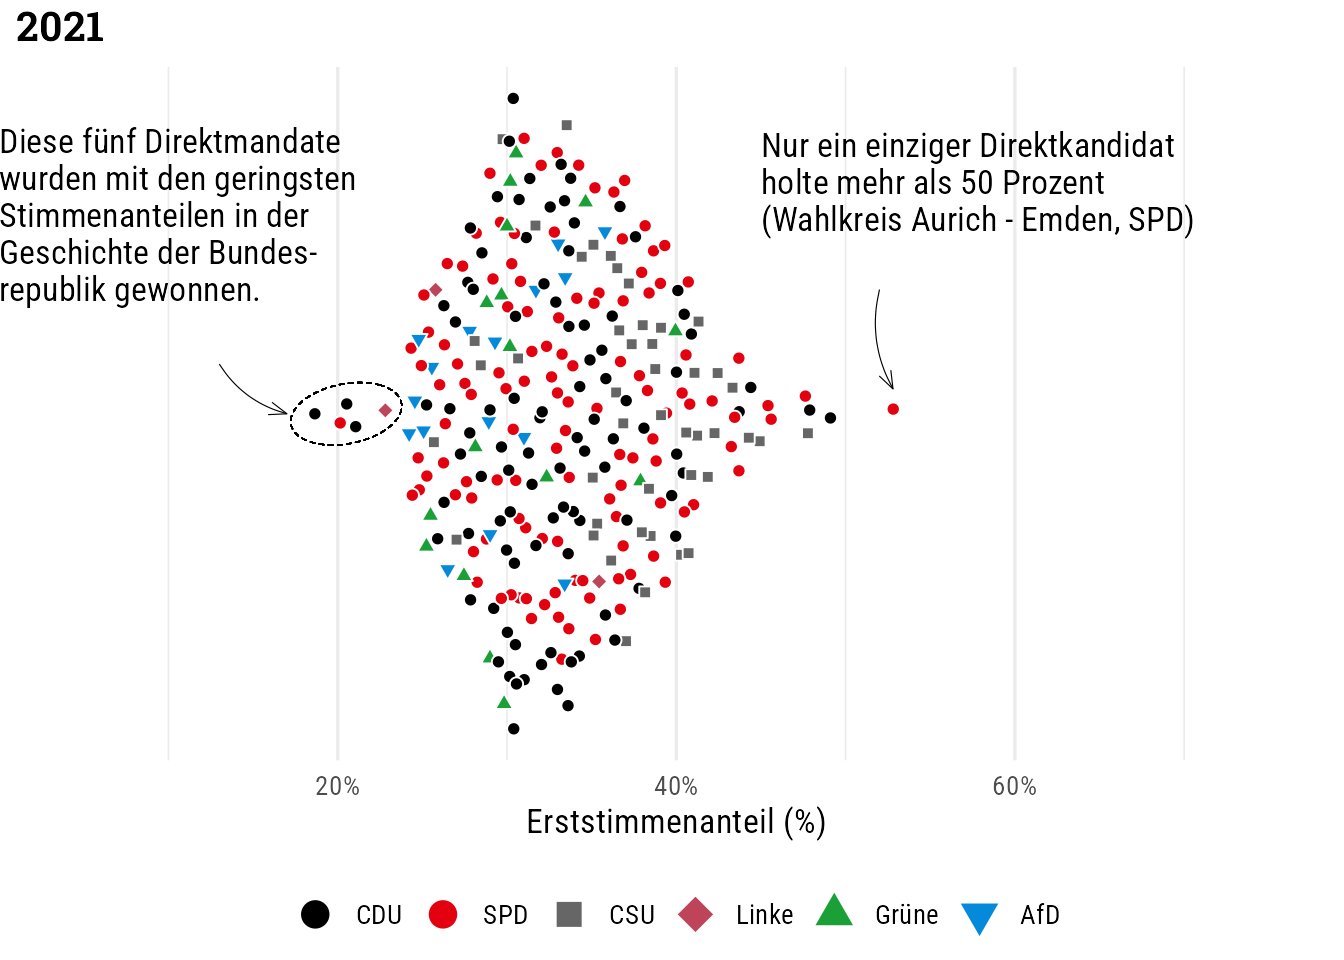 2021
Diese fünf Direktmandate
wurden mit den geringsten
Stimmenanteilen in der
Geschichte der Bundes-
republik gewonnen.
Nur ein einziger Direktkandidat
holte mehr als 50 Prozent
(Wahlkreis Aurich - Emden, SPD)
20%
40%
60%
Erststimmenanteil (%)
CDU
SPD
CSU
Linke
Grüne
AfD